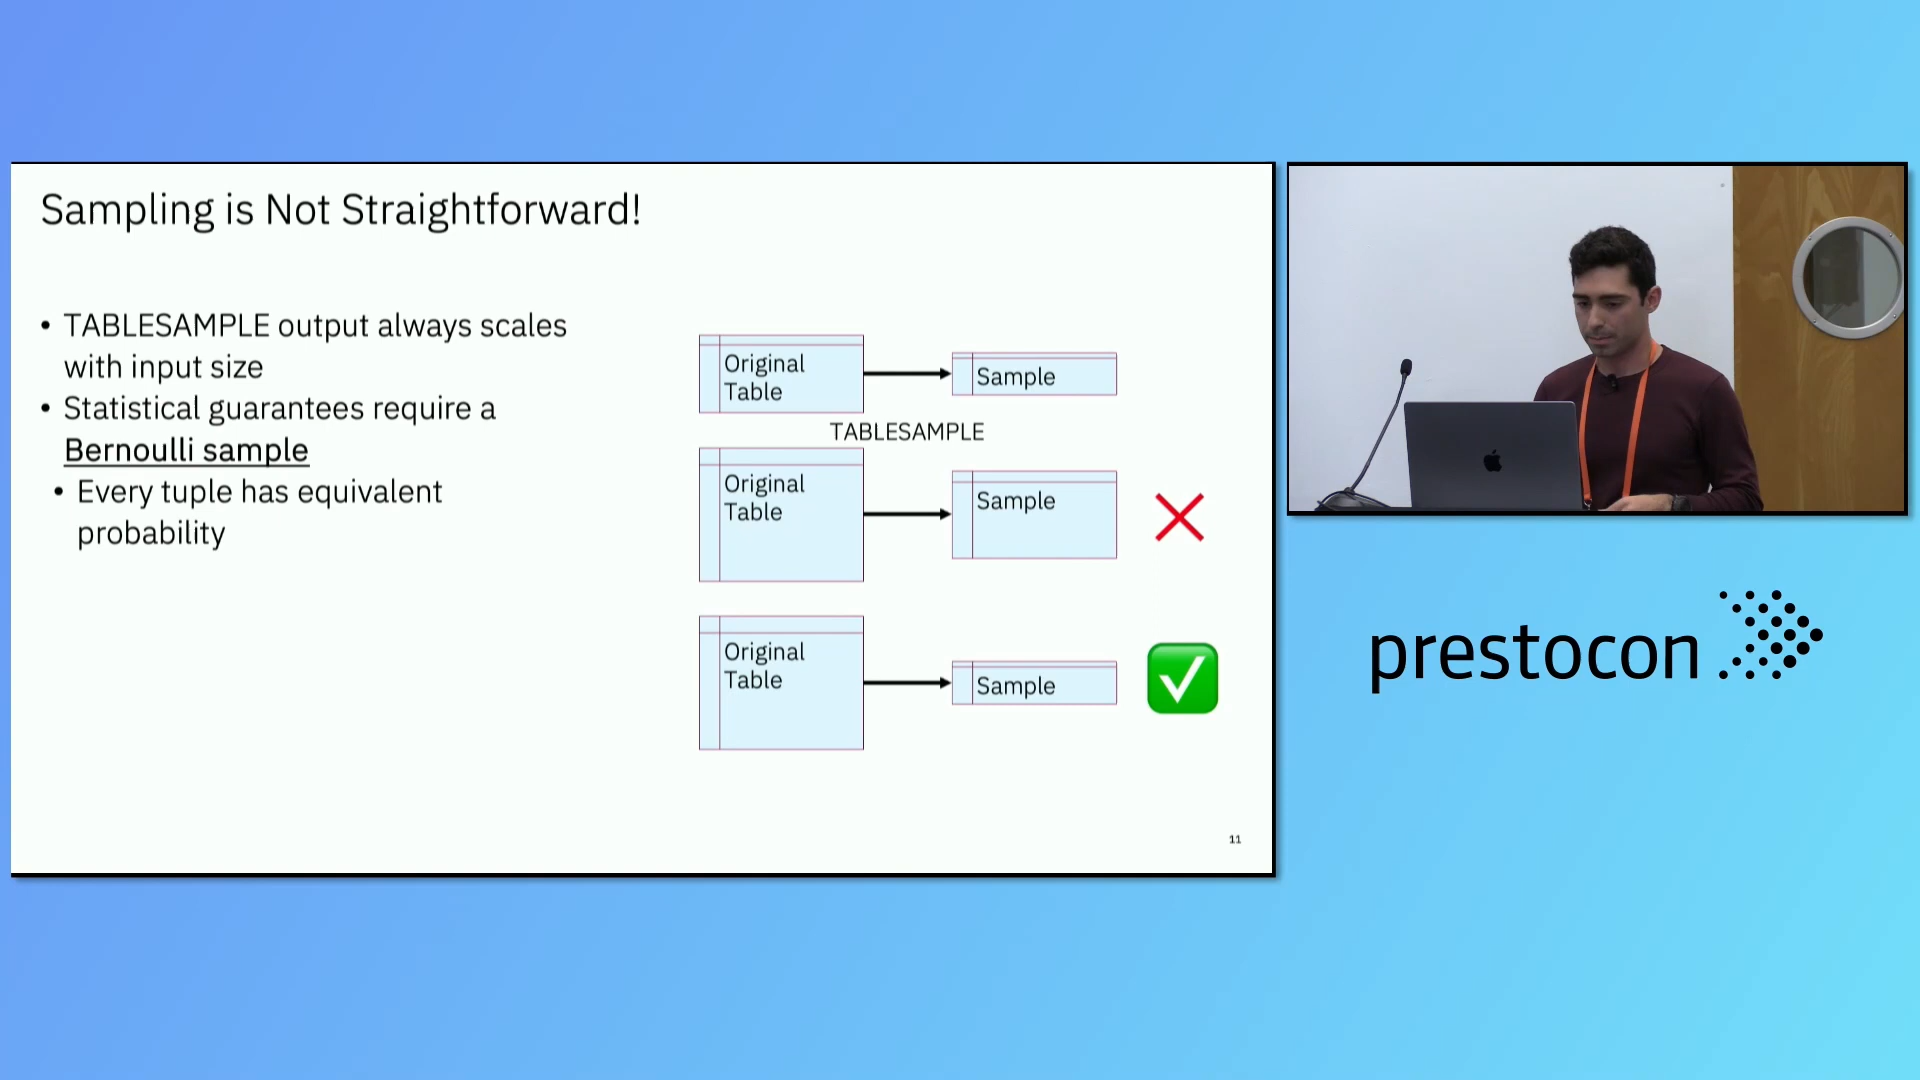 Sampling is Not Straightforward!
• TABLESAMPLE output always scales
with input size
• Statistical guarantees require a
Bernoulli sample
• Every tuple has equivalent
probability
Original
Table
Sample
TABLESAMPLE
Original
Table
Sample
Original
Table
Sample
11
prestocon